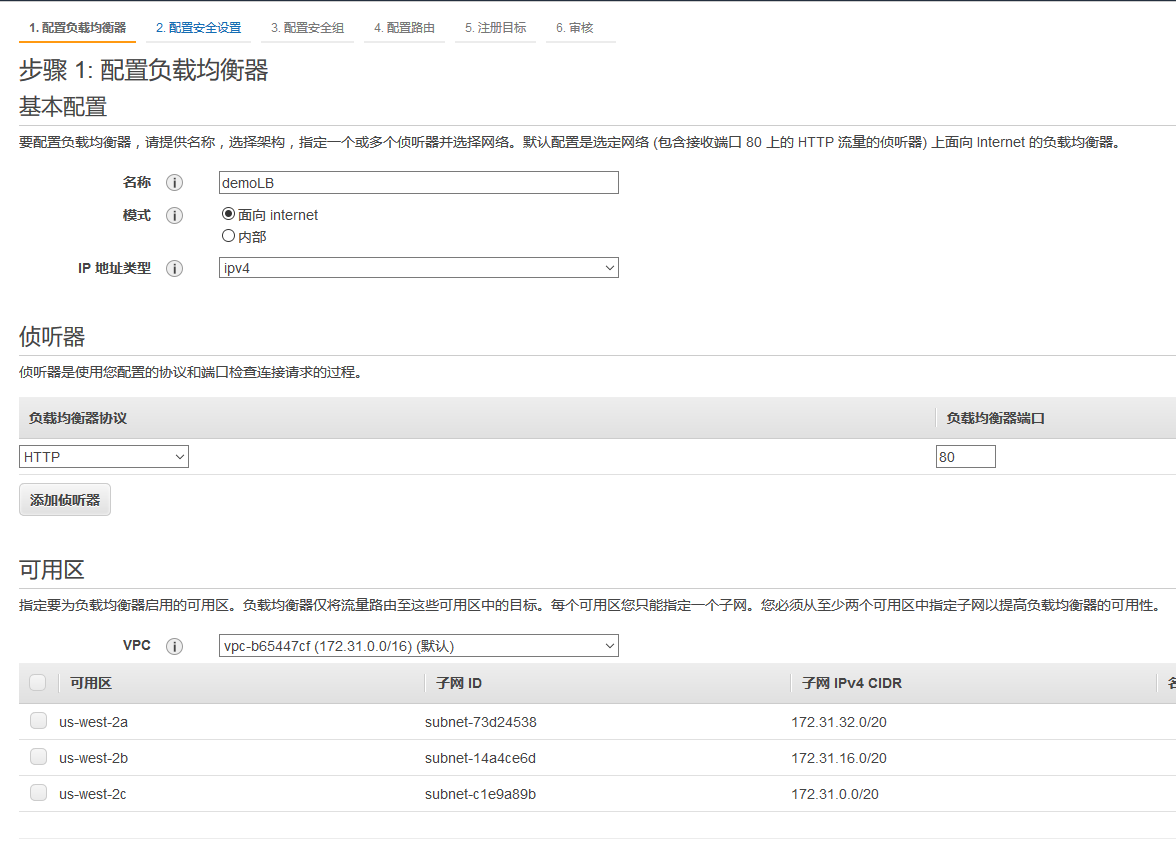 1. 配置负载均衡器 2. 配置安全设置 3. 配置安全组 4. 配置路由 5. 注册目标 6. 审核
步骤 1: 配置负载均衡器
基本配置
要配置负载均衡器，请提供名称，选择架构，指定一个或多个侦听器并选择网络。默认配置是选定网络 (包含接收端口 80 上的 HTTP 流量的侦听器) 上面向 Internet 的负载均衡器。
名称 i demoLB
模式 i 面向 internet
内部
IP 地址类型 i ipv4
侦听器
侦听器是使用您配置的协议和端口检查连接请求的过程。
负载均衡器协议 负载均衡器端口
HTTP 80
添加侦听器
可用区
指定要为负载均衡器启用的可用区。负载均衡器仅将流量路由至这些可用区中的目标。每个可用区您只能指定一个子网。您必须从至少两个可用区中指定子网以提高负载均衡器的可用性。
VPC i vpc-b65447cf (172.31.0.0/16) (默认)
可用区 子网 ID 子网 IPv4 CIDR
us-west-2a subnet-73d24538 172.31.32.0/20
us-west-2b subnet-14a4ce6d 172.31.16.0/20
us-west-2c subnet-c1e9a89b 172.31.0.0/20